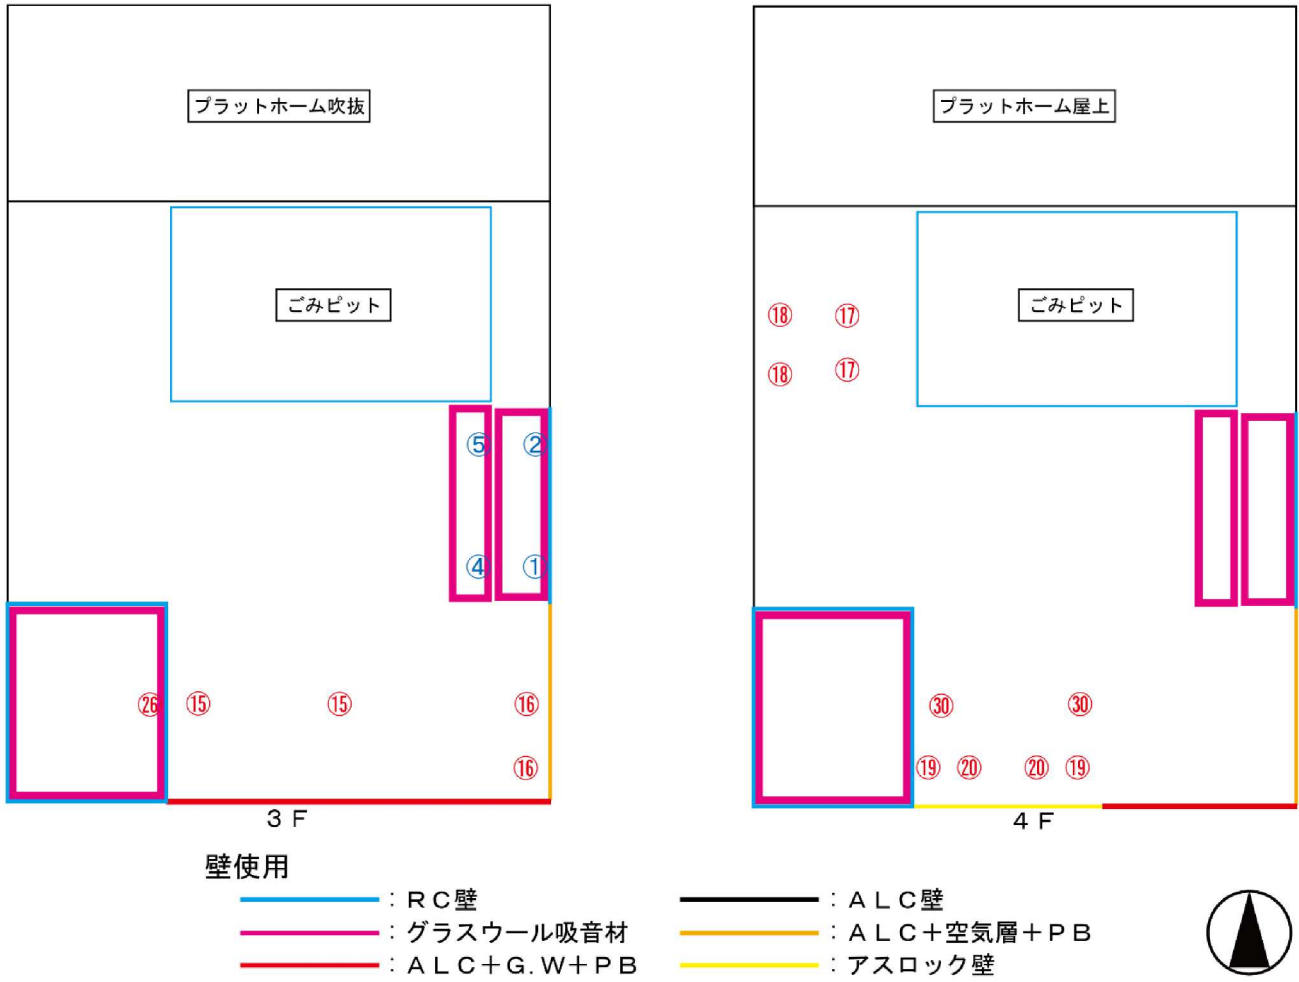 プラットホーム吹抜
プラットホーム屋上
ごみピット
ごみピット
⑱ ⑰
⑱ ⑰
⑤ ②
④ ①
㉖ ⑮ ⑮ ⑯
⑯
㉚ ㉚
⑲ ⑳ ⑳ ⑲
3F
4F
壁使用
：RC壁
：ALC壁
：グラスウール吸音材
：ALC＋空気層＋PB
：ALC＋G.W＋PB
：アスロック壁